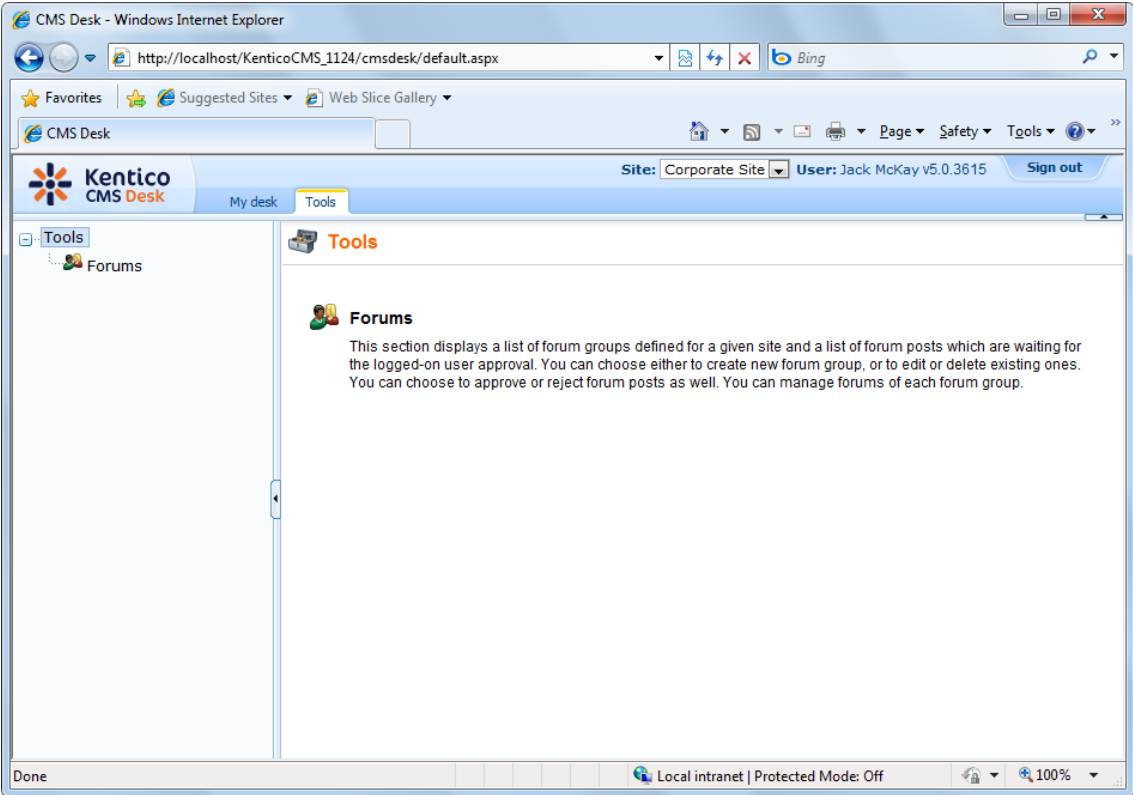 CMS Desk - Windows Internet Explorer
http://localhost/KenticoCMS_1124/cmsdesk/default.aspx
Bing
Favorites
Suggested Sites
Web Slice Gallery
CMS Desk
Page
Safety
Tools
»
Kentico
CMS Desk
My desk
Tools
Site: Corporate Site
User: Jack McKay v5.0.3615
Sign out
Tools
Forums
Tools
Forums
This section displays a list of forum groups defined for a given site and a list of forum posts which are waiting for
the logged-on user approval. You can choose either to create new forum group, or to edit or delete existing ones.
You can choose to approve or reject forum posts as well. You can manage forums of each forum group.
Done
Local intranet | Protected Mode: Off
100%